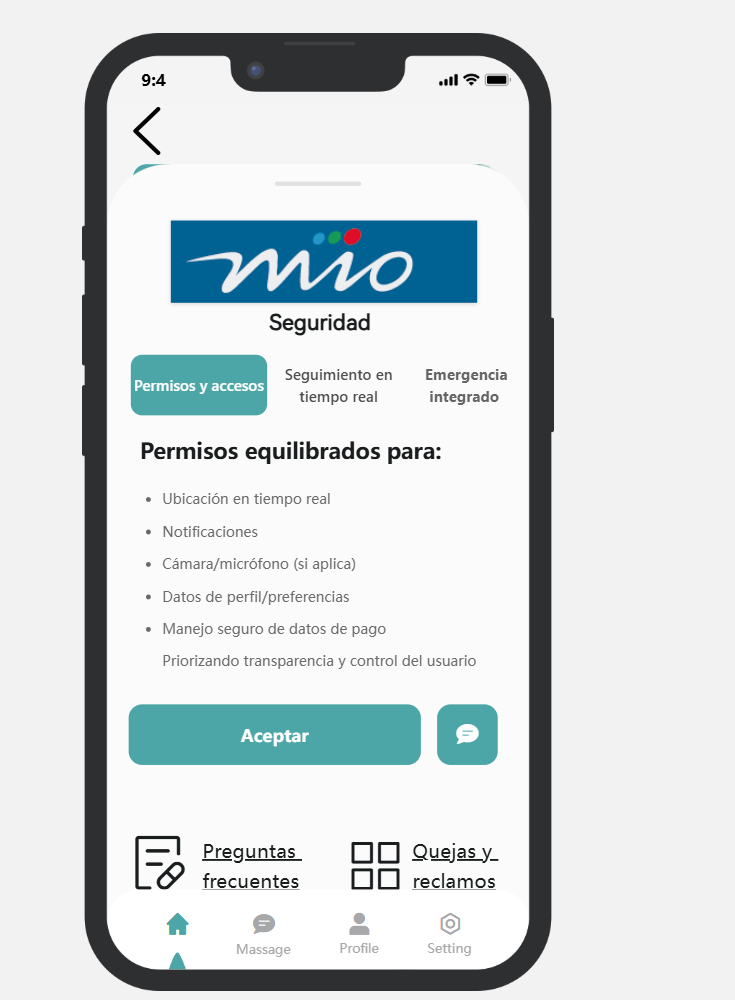 9:4
mio
Seguridad
Permisos y accesos
Seguimiento en
tiempo real
Emergencia
integrado
Permisos equilibrados para:
• Ubicación en tiempo real
• Notificaciones
• Cámara/micrófono (si aplica)
• Datos de perfil/preferencias
• Manejo seguro de datos de pago
Priorizando transparencia y control del usuario
Aceptar
Preguntas
frecuentes
Quejas y
reclamos
Massage
Profile
Setting